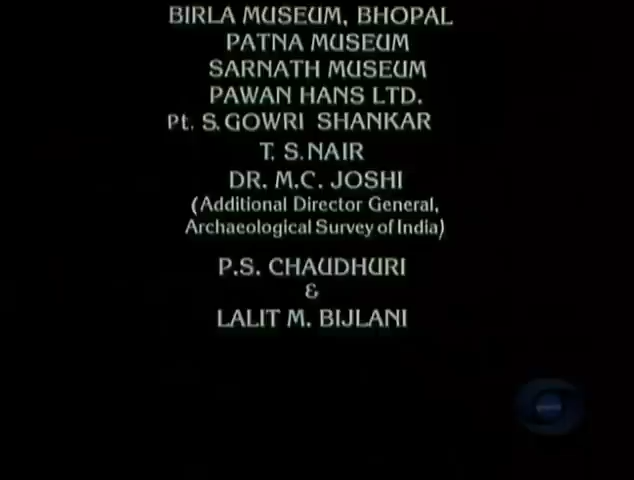 BIRLA MUSEUM, BHOPAL
PATNA MUSEUM
SARNATH MUSEUM
PAWAN HANS LTD.
Pt. S. GOWRI SHANKAR
T. S. NAIR
DR. M.C. JOSHI
(Additional Director General,
Archaeological Survey of India)
P.S. CHAUDHURI
&
LALIT M. BIJLANI